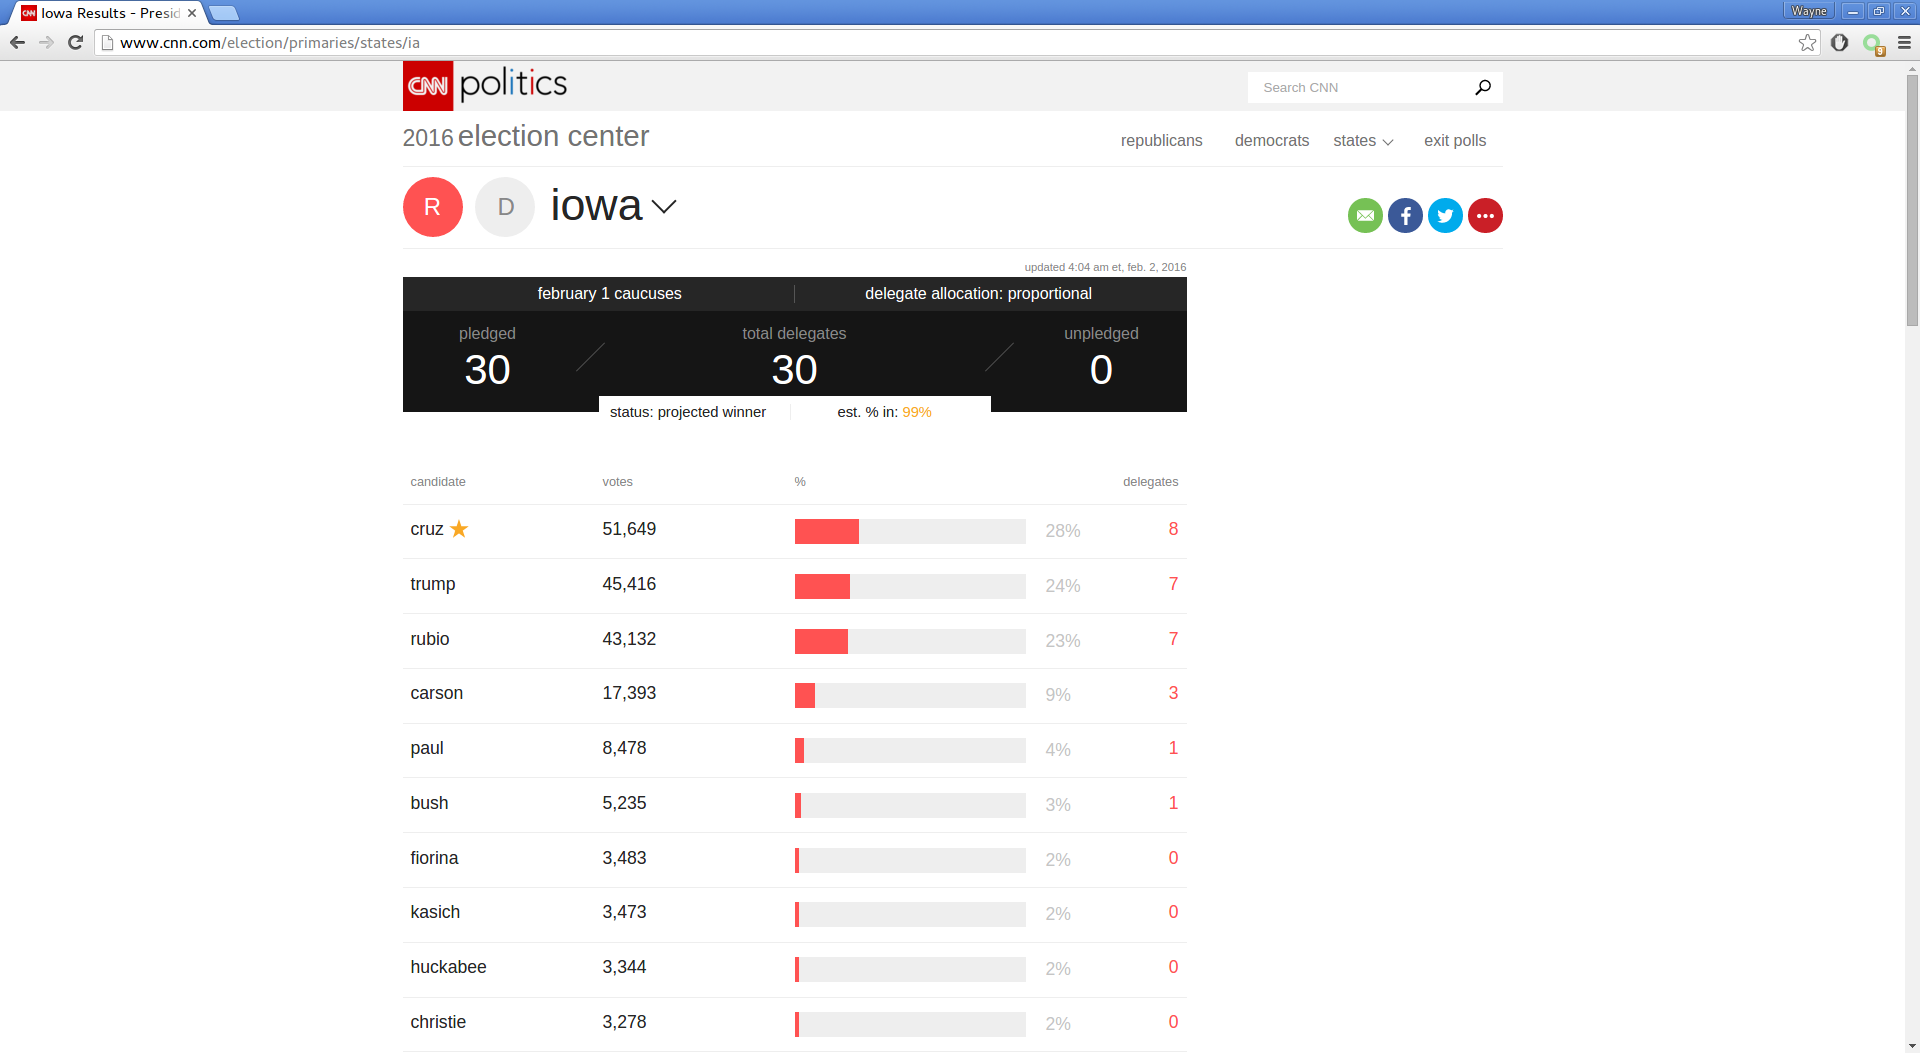 CNN Iowa Results - Presid
Wayne
www.cnn.com/election/primaries/states/ia
9
CNN politics
Search CNN
2016 election center
republicans democrats states exit polls
R D iowa
updated 4:04 am et, feb. 2, 2016
february 1 caucuses delegate allocation: proportional
pledged total delegates unpledged
30 30 0
status: projected winner est. % in: 99%
candidate votes % delegates
cruz 51,649 28% 8
trump 45,416 24% 7
rubio 43,132 23% 7
carson 17,393 9% 3
paul 8,478 4% 1
bush 5,235 3% 1
fiorina 3,483 2% 0
kasich 3,473 2% 0
huckabee 3,344 2% 0
christie 3,278 2% 0